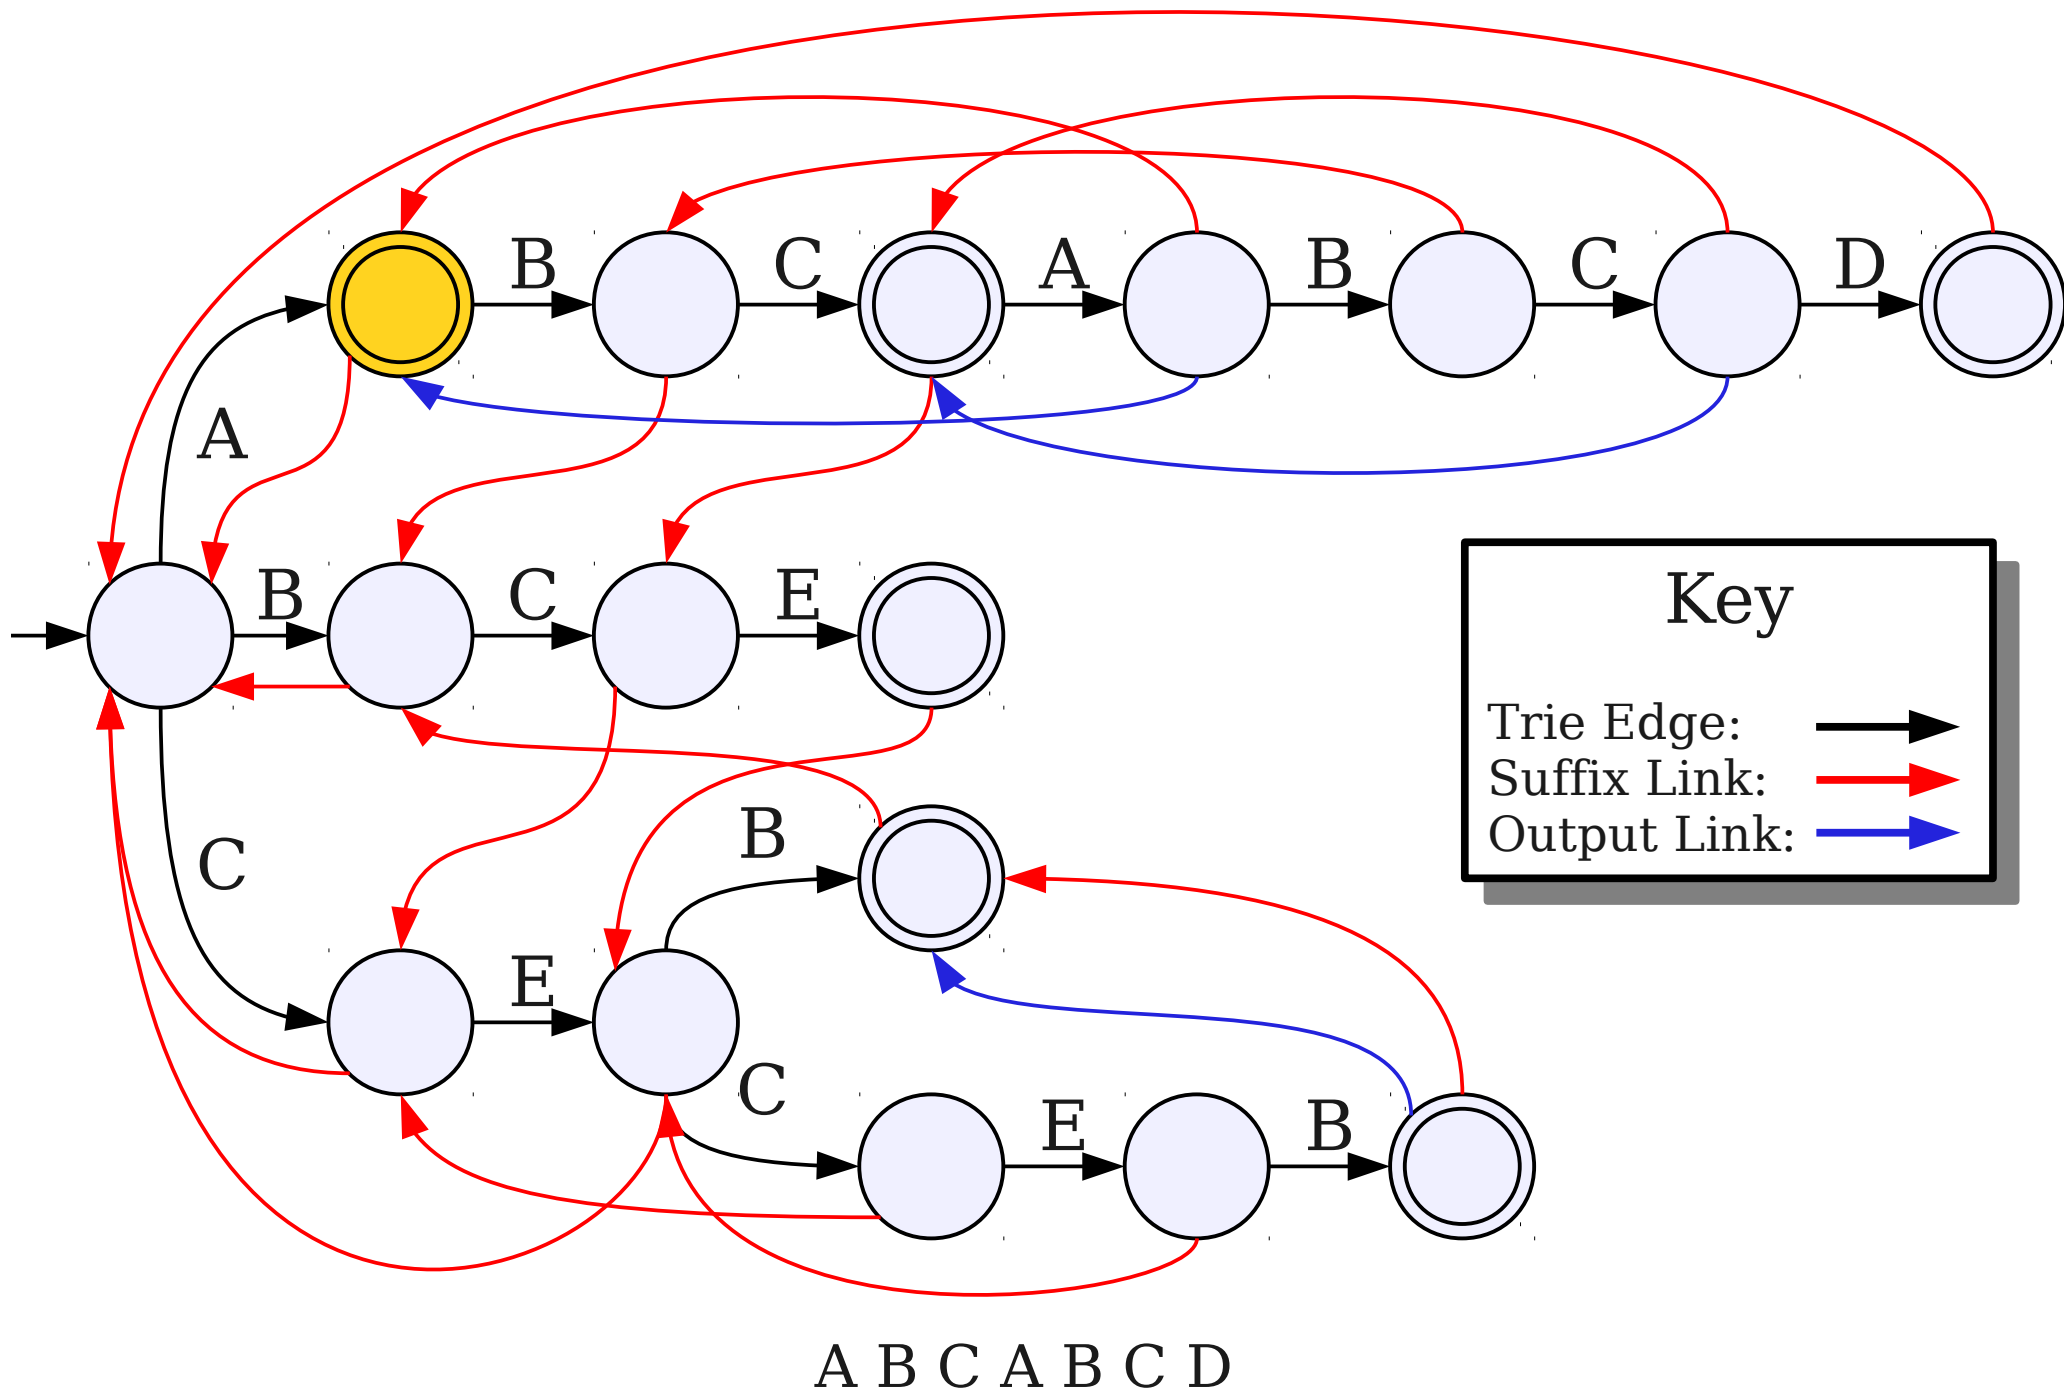 B C A B C D
A
B C E
B
C
E
C
E B
Key
Trie Edge:
Suffix Link:
Output Link:
A B C A B C D